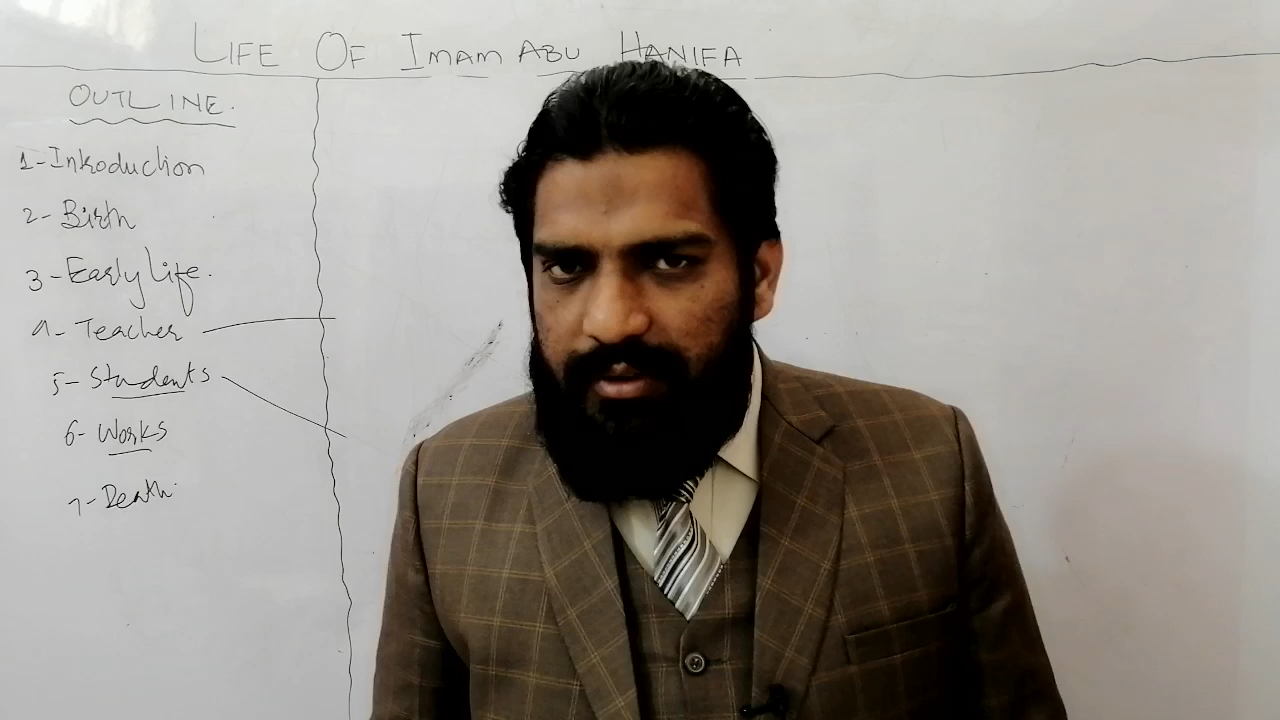 LIFE OF IMAM ABU HANIFA
OUTLINE.
1-Introduction
2- Birth
3-Early life.
4- Teacher
5- Students
6- Works
7-Death.